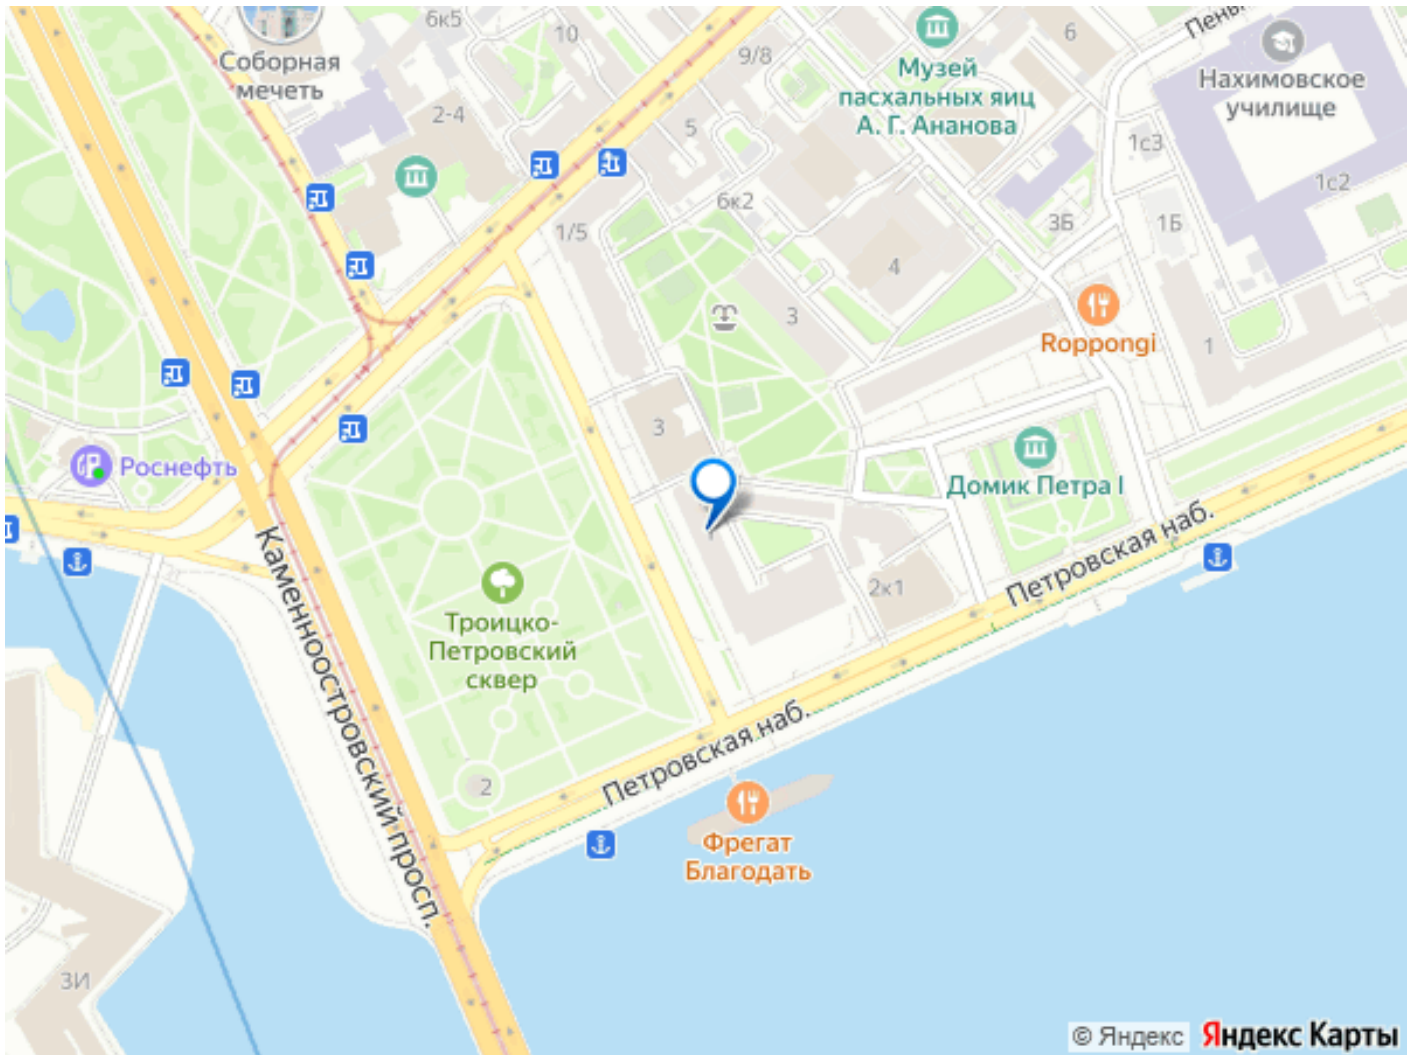 6к5
10
Соборная
мечеть
2-4
9/8
Музей
пасхальных яиц
А. Г. Ананова
6
Нахимовское
училище
5
1с3
1с2
6к2
1/5
3Б
1Б
4
3
Roppongi
1
3
Роснефть
Домик Петра I
Каменноостровский просп.
Троицко-
Петровский
сквер
2к1
Петровская наб.
Петровская наб.
2
Фрегат
Благодать
3И
© Яндекс
Яндекс Карты